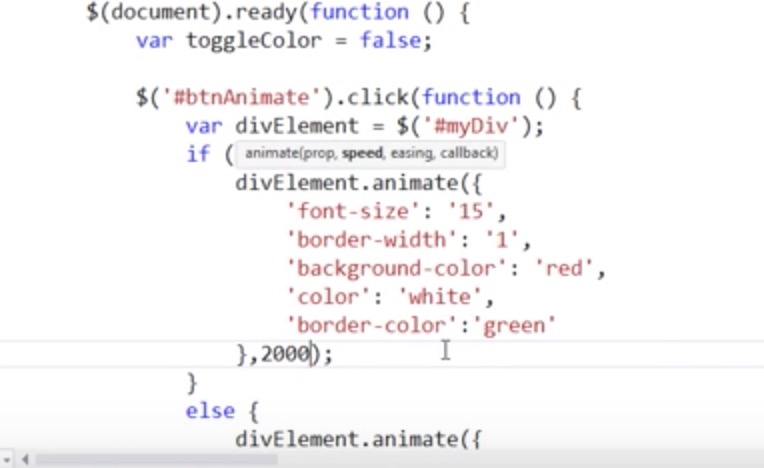 $(document).ready(function () {
var toggleColor = false;
$('#btnAnimate').click(function () {
var divElement = $('#myDiv');
if (
animate(prop, speed, easing, callback)
divElement.animate({
'font-size': '15',
'border-width': '1',
'background-color': 'red',
'color': 'white',
'border-color':'green'
},2000);
}
else {
divElement.animate({